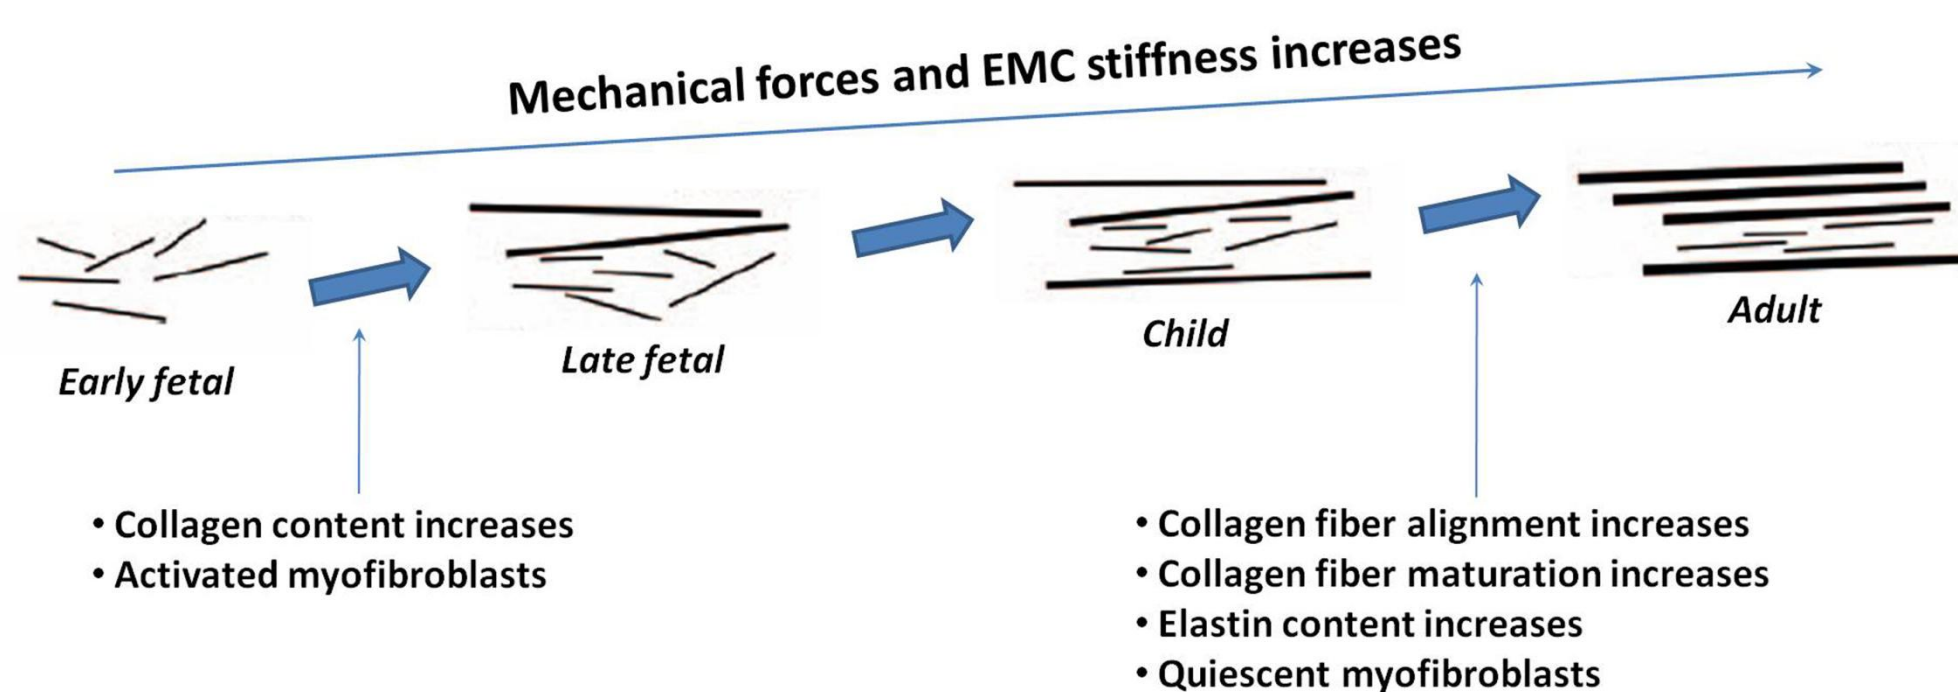 Mechanical forces and EMC stiffness increases
Early fetal
Late fetal
Child
Adult
• Collagen content increases
• Activated myofibroblasts
• Collagen fiber alignment increases
• Collagen fiber maturation increases
• Elastin content increases
• Quiescent myofibroblasts